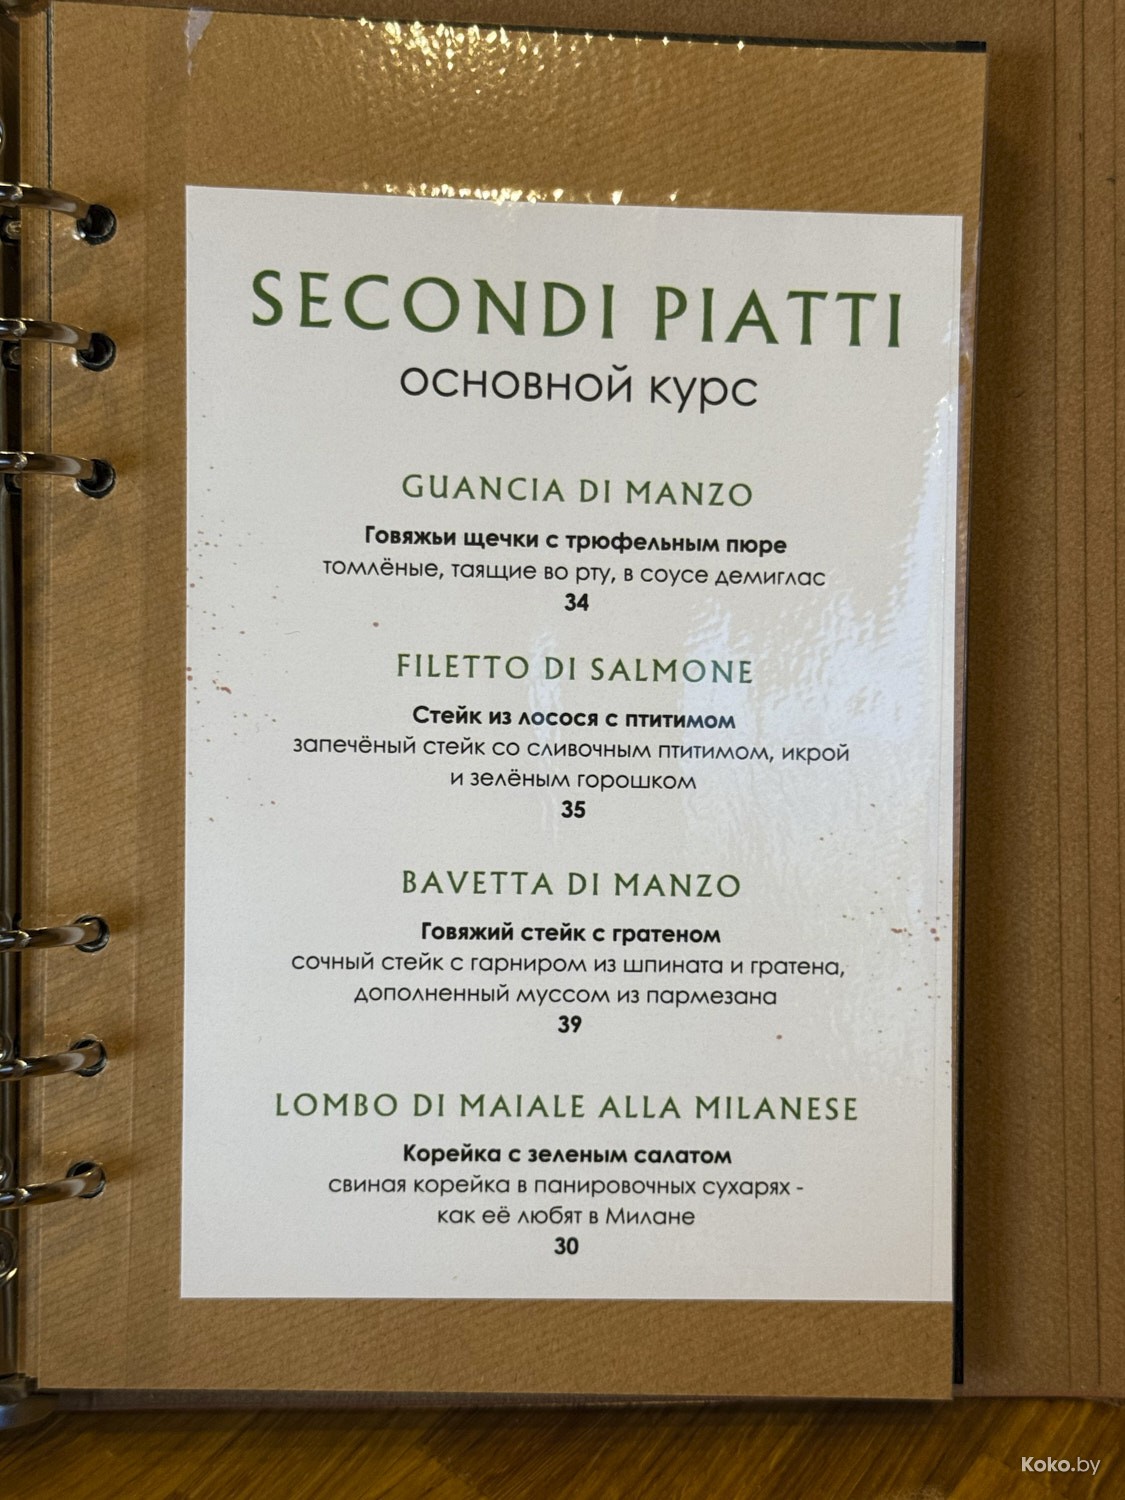 SECONDI PIATTI
основной курс
GUANCIA DI MANZO
Говяжьи щечки с трюфельным пюре
томлёные, таящие во рту, в соусе демиглас
34
FILETTO DI SALMONE
Стейк из лосося с птитимом
запечёный стейк со сливочным птитимом, икрой
и зелёным горошком
35
BAVETTA DI MANZO
Говяжий стейк с гратеном
сочный стейк с гарниром из шпината и гратена,
дополненный муссом из пармезана
39
LOMBO DI MAIALE ALLA MILANESE
Корейка с зеленым салатом
свиная корейка в панировочных сухарях -
как её любят в Милане
30
Koko.by